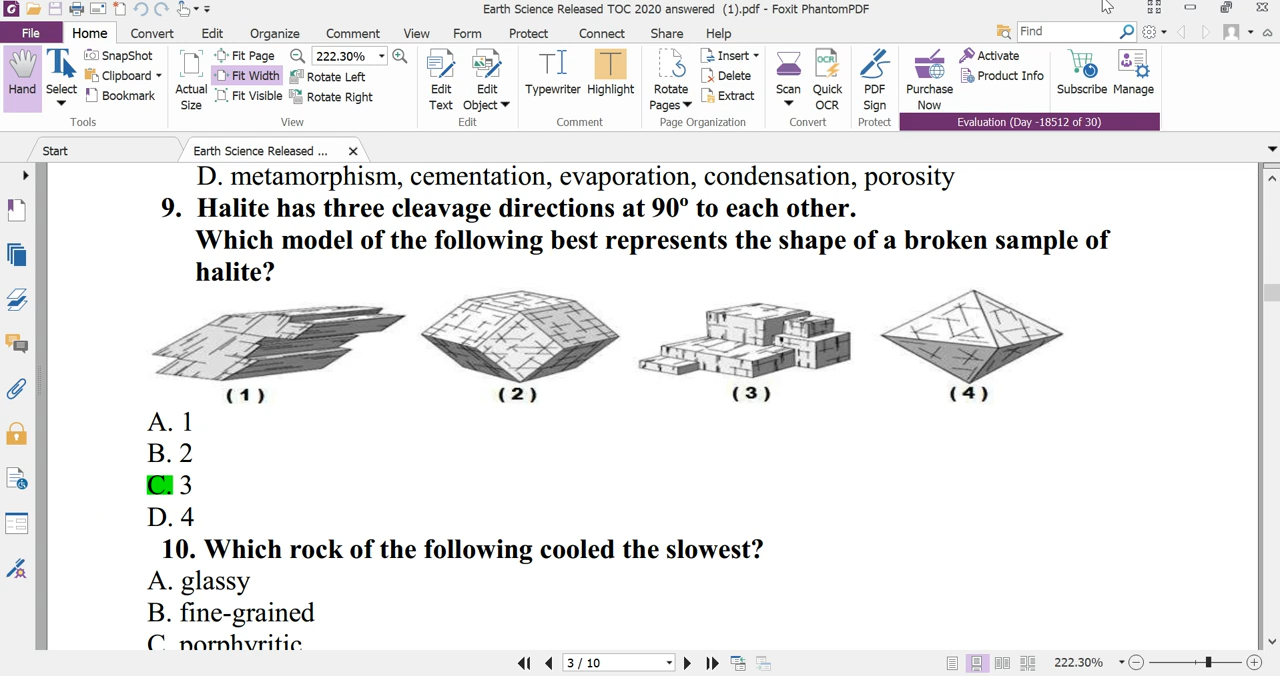 Earth Science Released TOC 2020 answered (1).pdf - Foxit PhantomPDF
File Home Convert Edit Organize Comment View Form Protect Connect Share Help Find
Hand
Select
SnapShot
Clipboard
Bookmark
Tools
Actual Size
Fit Page
Fit Width
Fit Visible
222.30%
Rotate Left
Rotate Right
View
Edit Text
Edit Object
Edit
Typewriter
Highlight
Comment
Rotate Pages
Insert
Delete
Extract
Page Organization
Scan
Quick OCR
Convert
PDF Sign
Protect
Purchase Now
Activate
Product Info
Subscribe
Manage
Evaluation (Day -18512 of 30)
Start Earth Science Released ...
D. metamorphism, cementation, evaporation, condensation, porosity
9. Halite has three cleavage directions at 90º to each other.
Which model of the following best represents the shape of a broken sample of
halite?
(1) (2) (3) (4)
A. 1
B. 2
C. 3
D. 4
10. Which rock of the following cooled the slowest?
A. glassy
B. fine-grained
C. porphyritic
3 / 10
222.30%